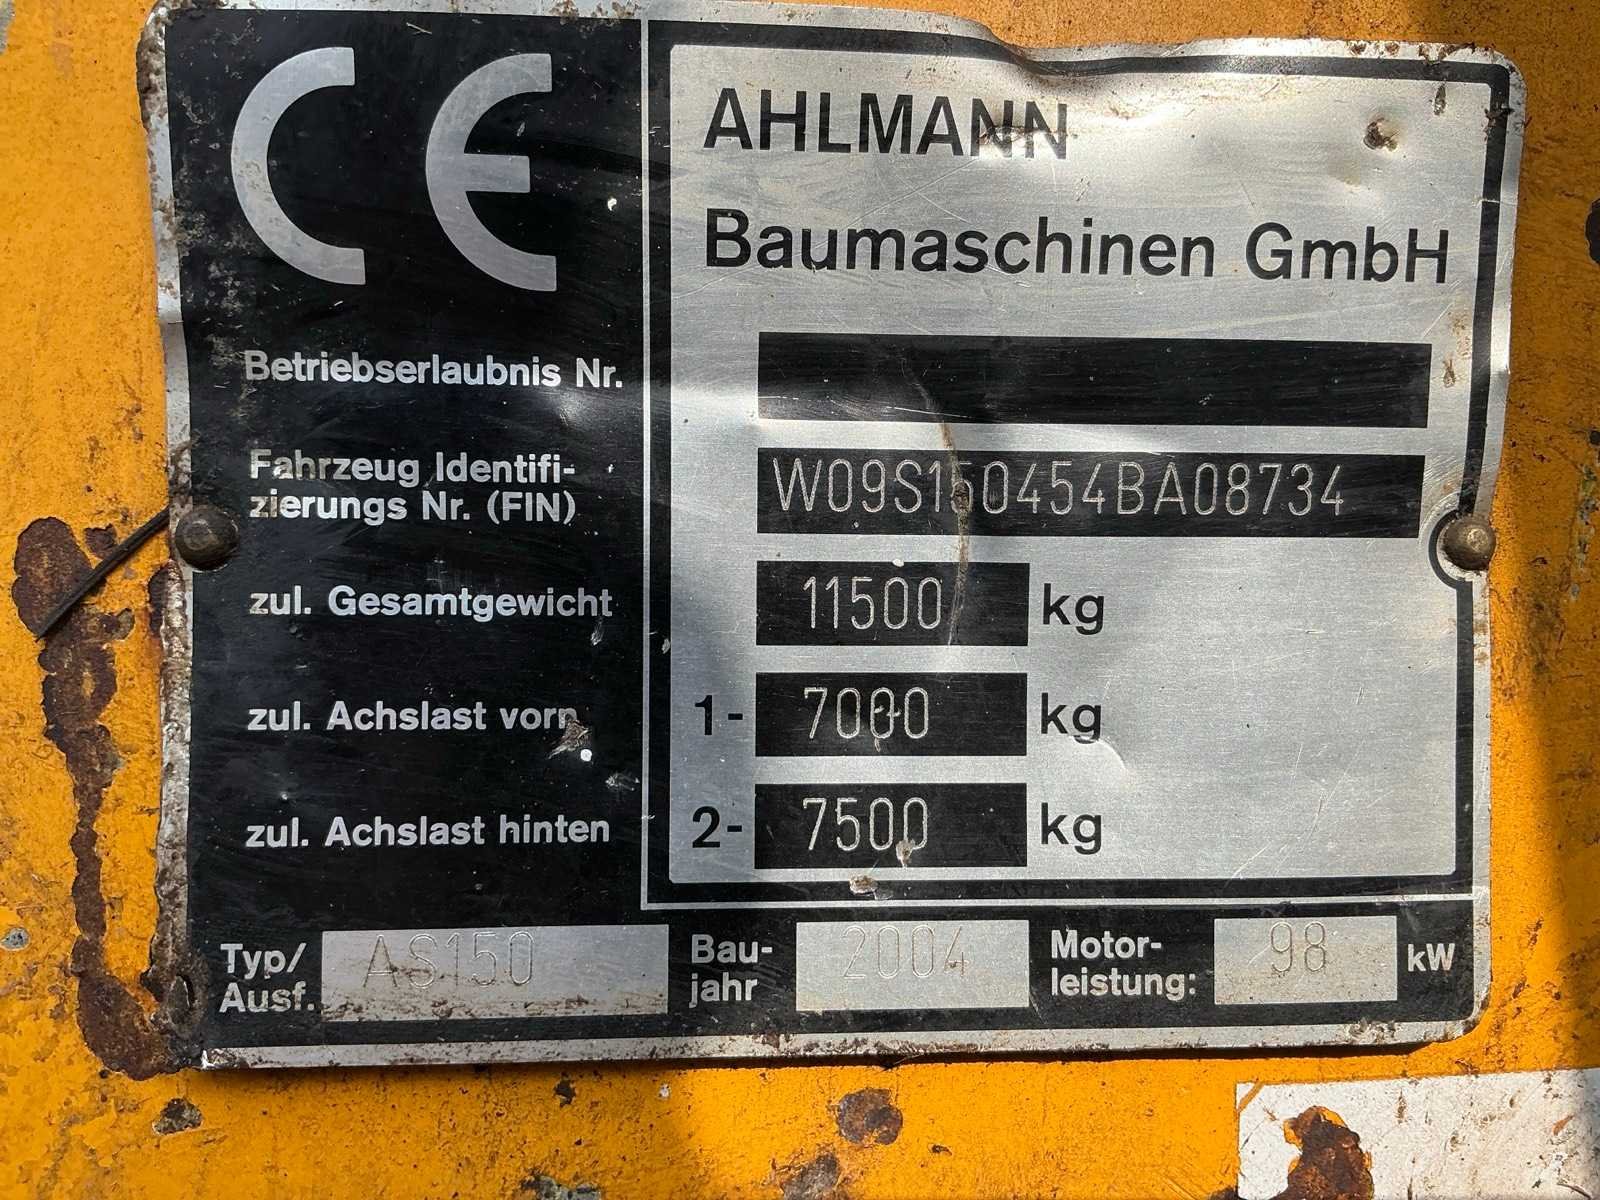 CE
AHLMANN
Baumaschinen GmbH
Betriebserlaubnis Nr.
Fahrzeug Identifi-
zierungs Nr. (FIN)
W09S150454BA08734
zul. Gesamtgewicht 11500 kg
zul. Achslast vorn 1- 7000 kg
zul. Achslast hinten 2- 7500 kg
Typ/
Ausf. AS150
Bau-
jahr 2004
Motor-
leistung: 98 kW